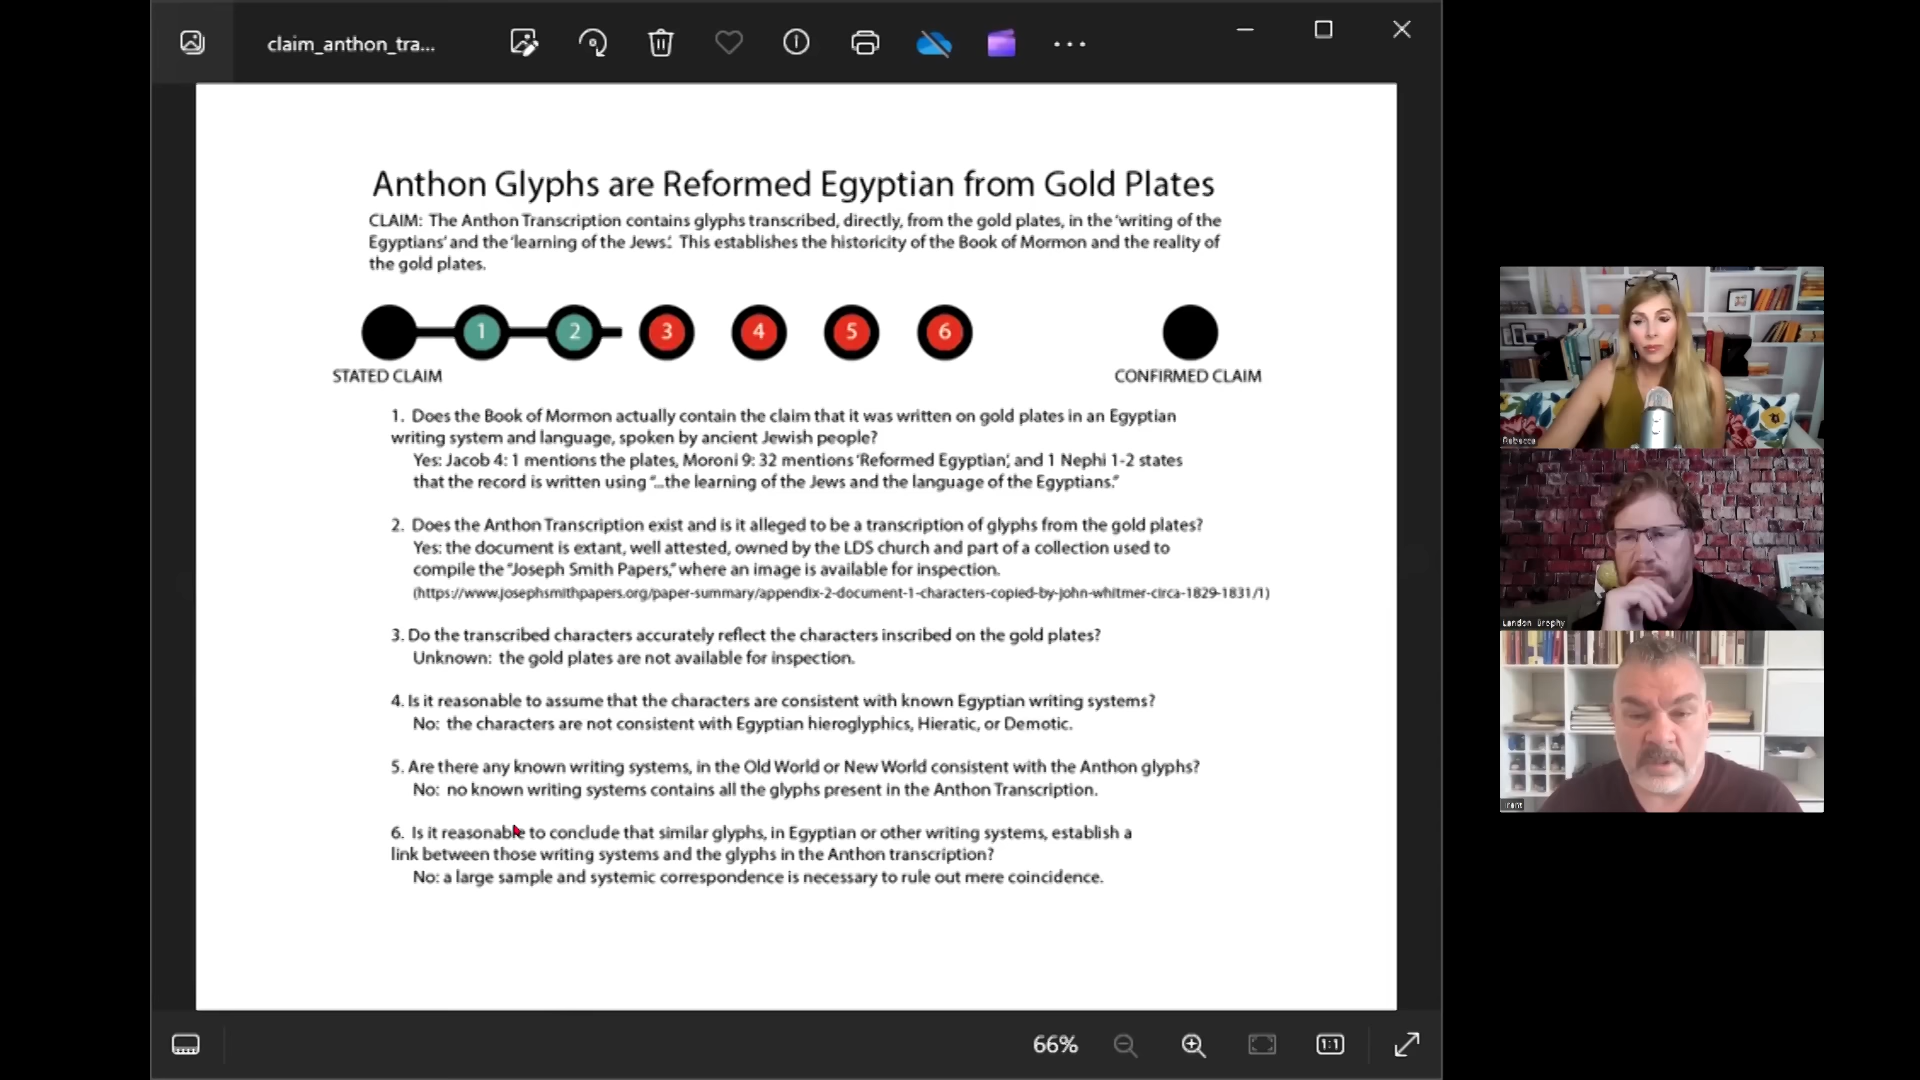 claim_anthon_tra...
Anthon Glyphs are Reformed Egyptian from Gold Plates
CLAIM: The Anthon Transcription contains glyphs transcribed, directly, from the gold plates, in the 'writing of the
Egyptians' and the 'learning of the Jews.' This establishes the historicity of the Book of Mormon and the reality of
the gold plates.
1 2 3 4 5 6
STATED CLAIM CONFIRMED CLAIM
1. Does the Book of Mormon actually contain the claim that it was written on gold plates in an Egyptian
writing system and language, spoken by ancient Jewish people?
Yes: Jacob 4: 1 mentions the plates, Moroni 9: 32 mentions 'Reformed Egyptian', and 1 Nephi 1-2 states
that the record is written using "...the learning of the Jews and the language of the Egyptians."
2. Does the Anthon Transcription exist and is it alleged to be a transcription of glyphs from the gold plates?
Yes: the document is extant, well attested, owned by the LDS church and part of a collection used to
compile the "Joseph Smith Papers," where an image is available for inspection.
(https://www.josephsmithpapers.org/paper-summary/appendix-2-document-1-characters-copied-by-john-whitmer-circa-1829-1831/1)
3. Do the transcribed characters accurately reflect the characters inscribed on the gold plates?
Unknown: the gold plates are not available for inspection.
4. Is it reasonable to assume that the characters are consistent with known Egyptian writing systems?
No: the characters are not consistent with Egyptian hieroglyphics, Hieratic, or Demotic.
5. Are there any known writing systems, in the Old World or New World consistent with the Anthon glyphs?
No: no known writing systems contains all the glyphs present in the Anthon Transcription.
6. Is it reasonable to conclude that similar glyphs, in Egyptian or other writing systems, establish a
link between those writing systems and the glyphs in the Anthon transcription?
No: a large sample and systemic correspondence is necessary to rule out mere coincidence.
66%
1:1
Rebecca
Landon Brophy